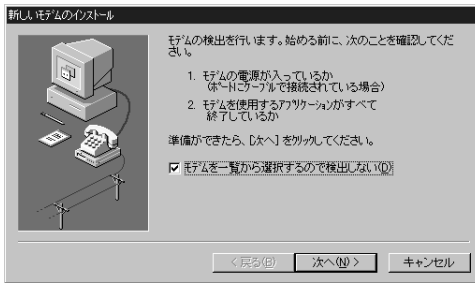 新しいモデムのインストール
モデムの検出を行います。始める前に、次のことを確認してくだ
さい。
1. モデムの電源が入っているか
(ポートにケーブルで接続されている場合)
2. モデムを使用するアプリケーションがすべて
終了しているか
準備ができたら、[次へ] をクリックしてください。
モデムを一覧から選択するので検出しない(D)
< 戻る(B)
次へ(N) >
キャンセル